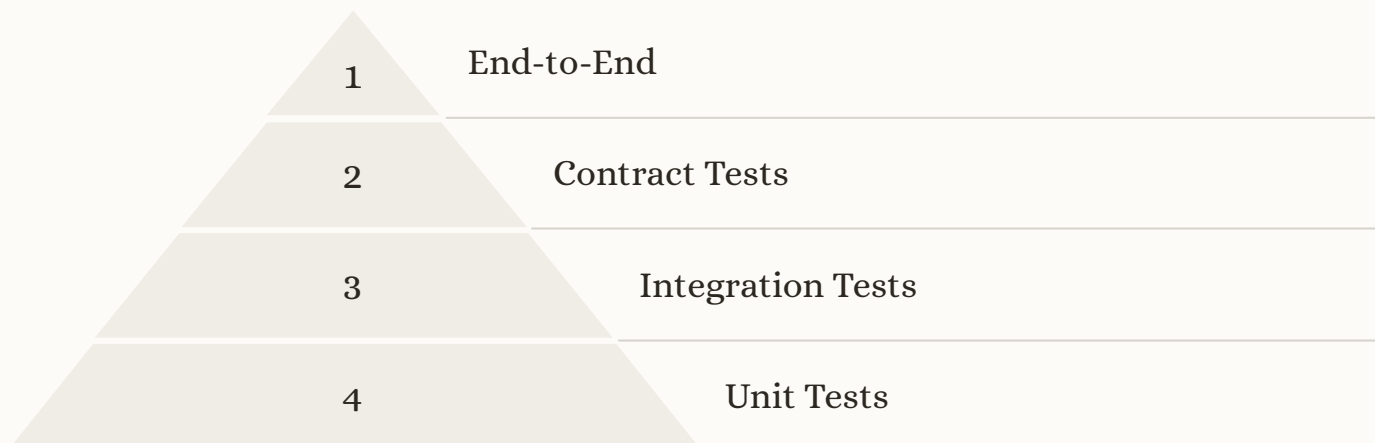 1
End-to-End
2
Contract Tests
3
Integration Tests
4
Unit Tests